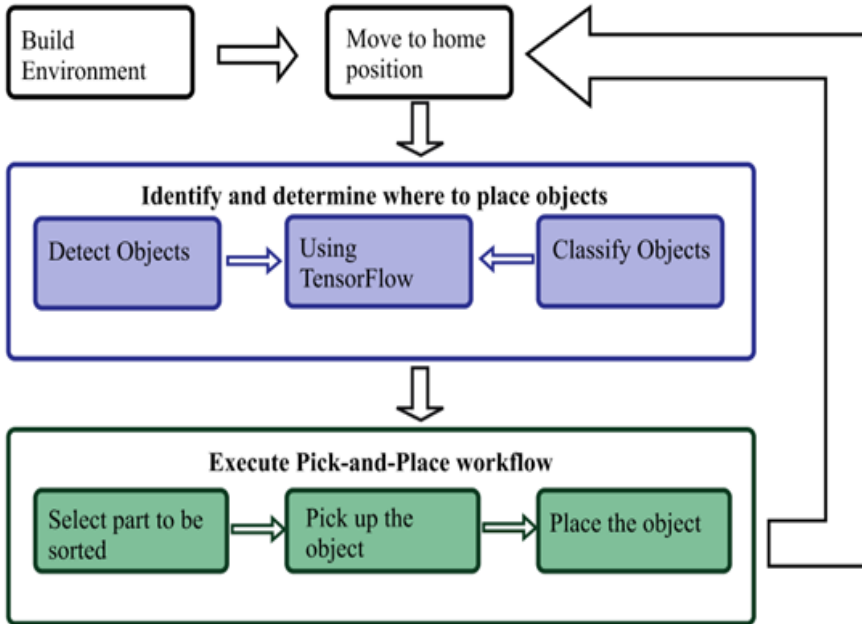 Build
Environment
Move to home
position
Identify and determine where to place objects
Detect Objects
Using
TensorFlow
Classify Objects
Execute Pick-and-Place workflow
Select part to be
sorted
Pick up the
object
Place the object